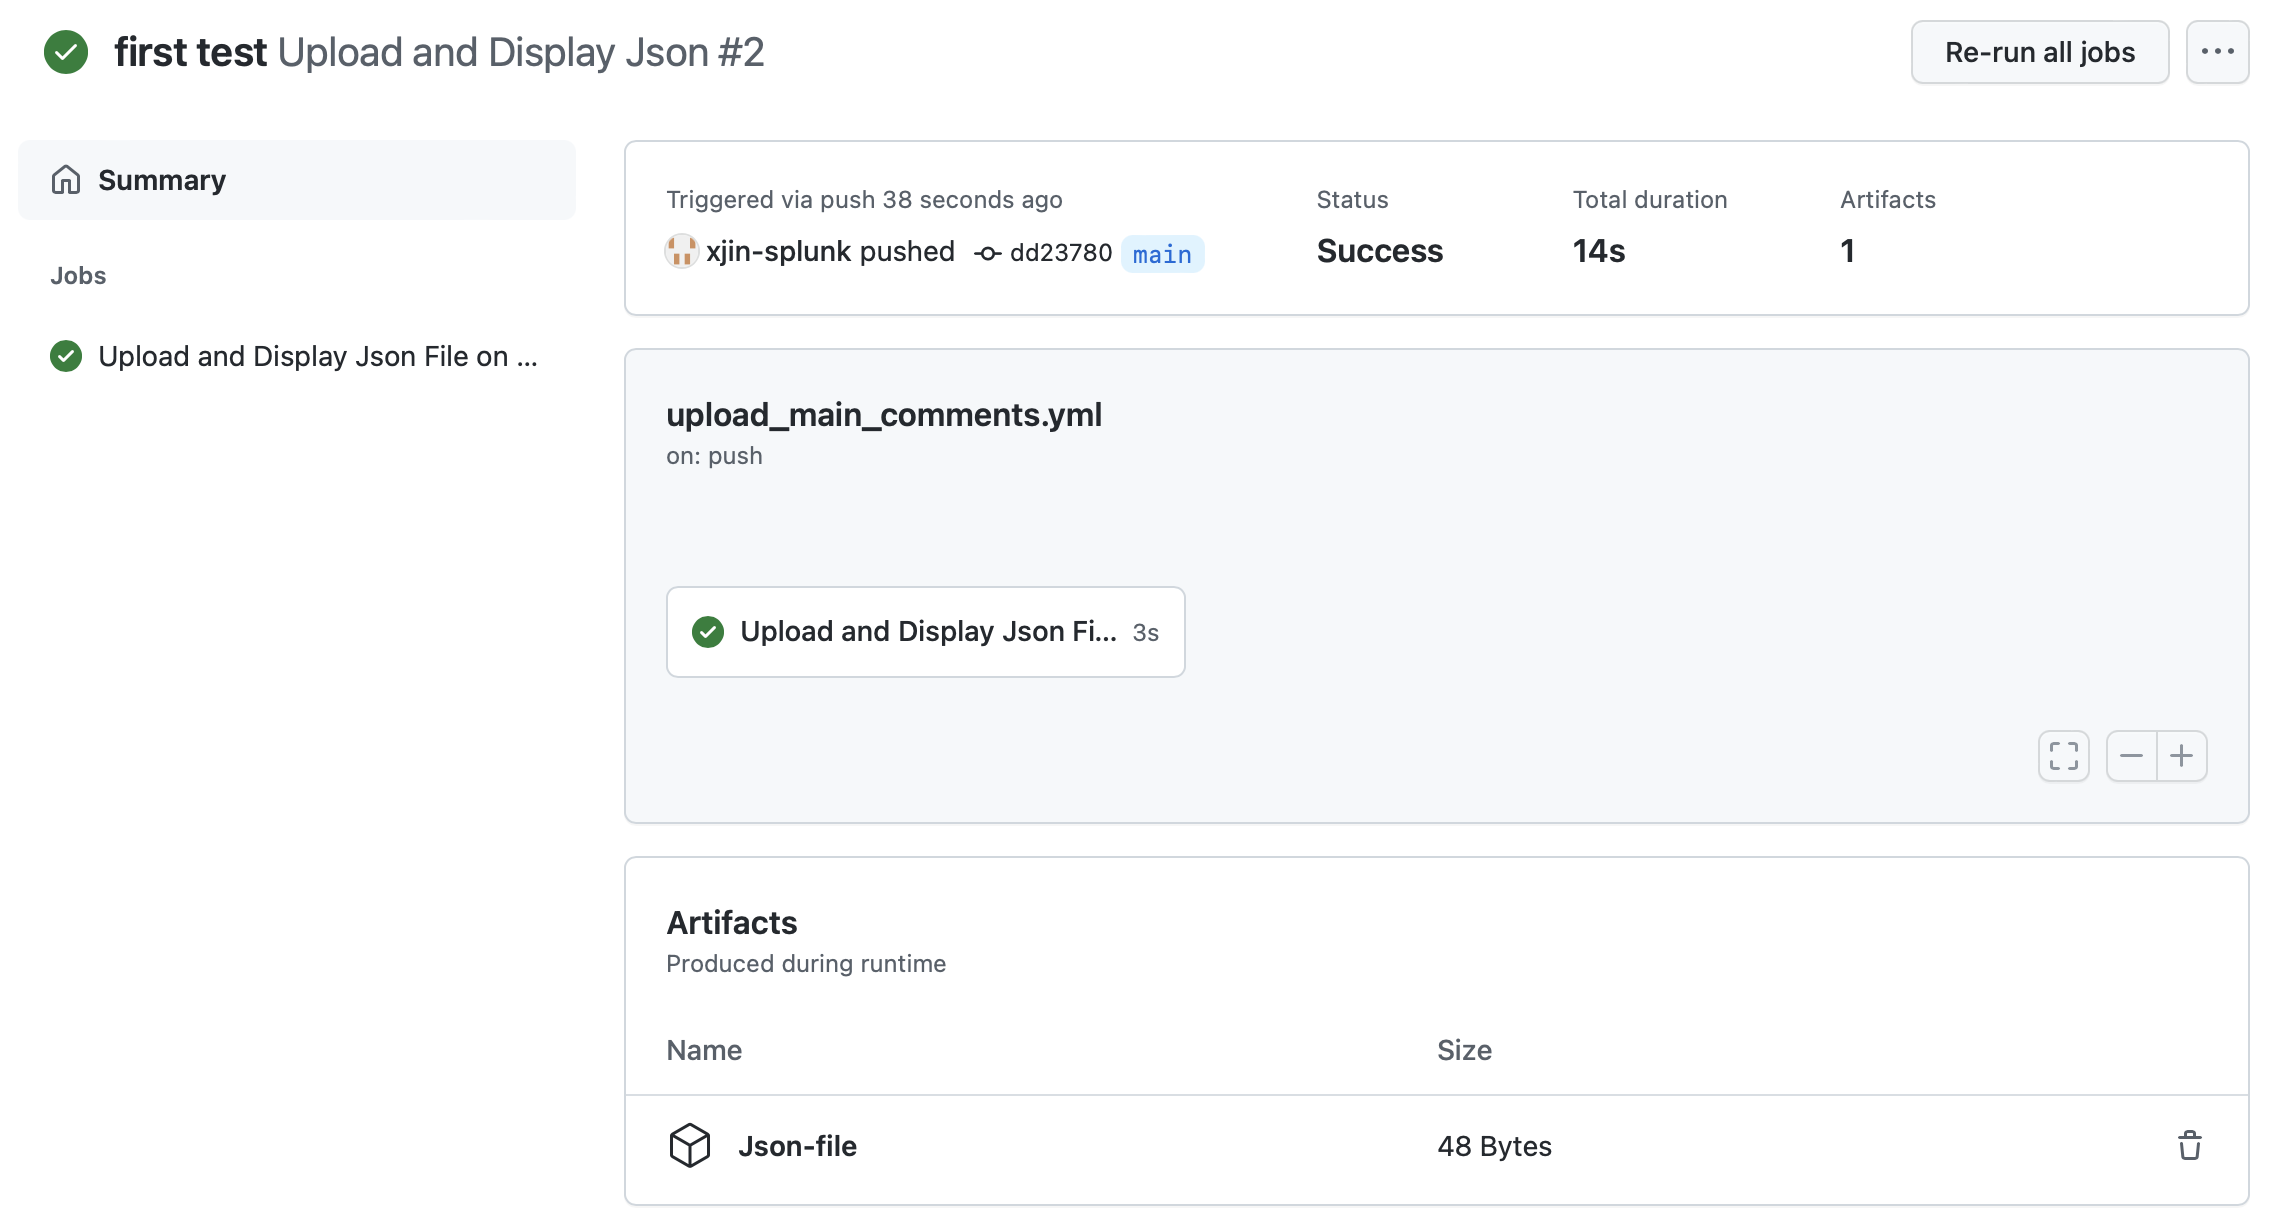 first test Upload and Display Json #2
Re-run all jobs
Summary
Jobs
Upload and Display Json File on ...
Triggered via push 38 seconds ago
xjin-splunk pushed dd23780 main
Status
Success
Total duration
14s
Artifacts
1
upload_main_comments.yml
on: push
Upload and Display Json Fi... 3s
Artifacts
Produced during runtime
Name Size
Json-file 48 Bytes